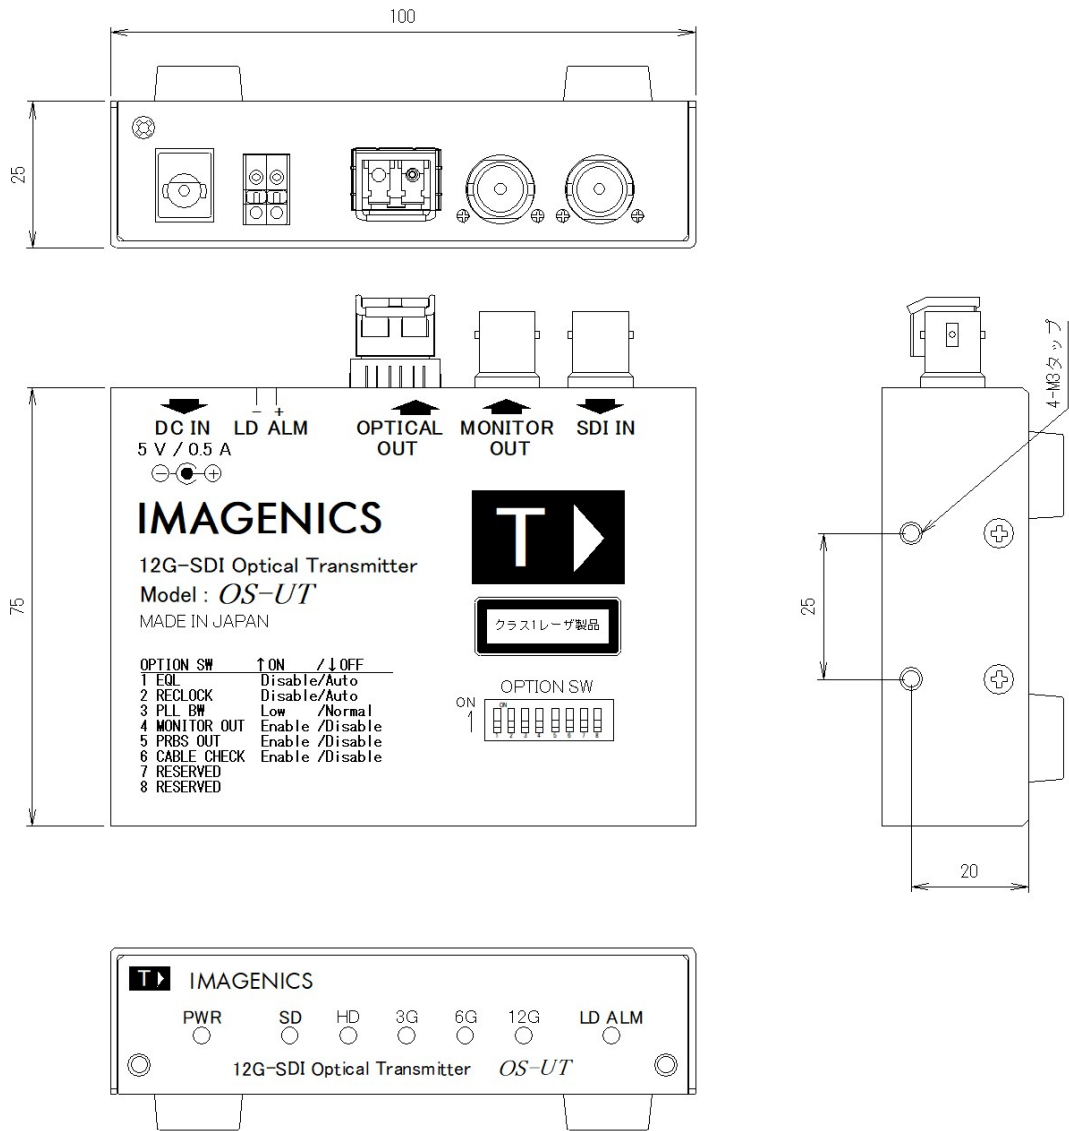 100
25
DC IN
5 V / 0.5 A
− +
LD ALM
− +
OPTICAL OUT
MONITOR OUT
SDI IN
IMAGENICS
T
12G-SDI Optical Transmitter
Model : OS-UT
MADE IN JAPAN
クラス1レーザ製品
OPTION SW ↑ON /↓OFF
1 EQL Disable/Auto
2 RECLOCK Disable/Auto
3 PLL BW Low /Normal
4 MONITOR OUT Enable /Disable
5 PRBS OUT Enable /Disable
6 CABLE CHECK Enable /Disable
7 RESERVED
8 RESERVED
OPTION SW
ON
↑
ON
1 2 3 4 5 6 7 8
75
4-M3タップ
25
20
T
IMAGENICS
PWR SD HD 3G 6G 12G LD ALM
12G-SDI Optical Transmitter OS-UT